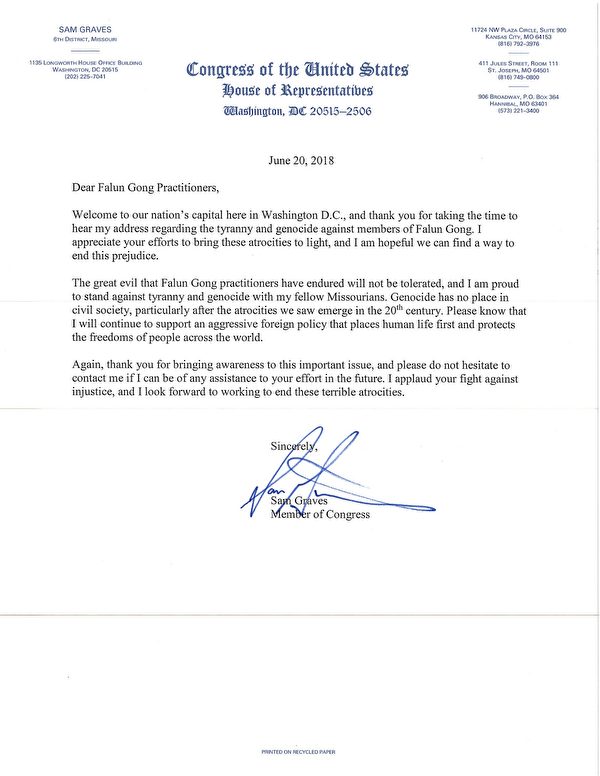 SAM GRAVES
6TH DISTRICT, MISSOURI
1135 LONGWORTH HOUSE OFFICE BUILDING
WASHINGTON, DC 20515
(202) 225-7041
Congress of the United States
House of Representatives
Washington, DC 20515–2506
11724 NW PLAZA CIRCLE, SUITE 900
KANSAS CITY, MO 64153
(816) 792-3976
411 JULES STREET, ROOM 111
ST. JOSEPH, MO 64501
(816) 749-0800
906 BROADWAY, P.O. BOX 364
HANNIBAL, MO 63401
(573) 221-3400
June 20, 2018
Dear Falun Gong Practitioners,
Welcome to our nation's capital here in Washington D.C., and thank you for taking the time to
hear my address regarding the tyranny and genocide against members of Falun Gong. I
appreciate your efforts to bring these atrocities to light, and I am hopeful we can find a way to
end this prejudice.
The great evil that Falun Gong practitioners have endured will not be tolerated, and I am proud
to stand against tyranny and genocide with my fellow Missourians. Genocide has no place in
civil society, particularly after the atrocities we saw emerge in the 20th century. Please know that
I will continue to support an aggressive foreign policy that places human life first and protects
the freedoms of people across the world.
Again, thank you for bringing awareness to this important issue, and please do not hesitate to
contact me if I can be of any assistance to your effort in the future. I applaud your fight against
injustice, and I look forward to working to end these terrible atrocities.
Sincerely,
Sam Graves
Member of Congress
PRINTED ON RECYCLED PAPER